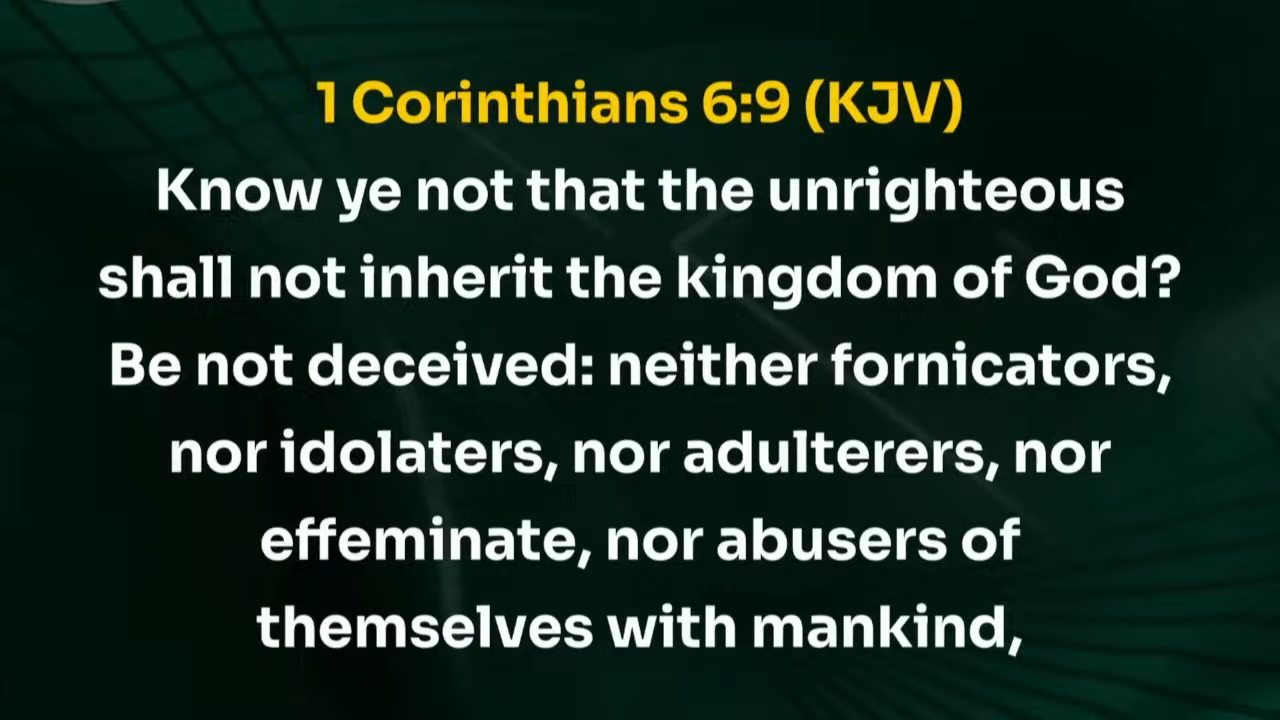 1 Corinthians 6:9 (KJV)
Know ye not that the unrighteous
shall not inherit the kingdom of God?
Be not deceived: neither fornicators,
nor idolaters, nor adulterers, nor
effeminate, nor abusers of
themselves with mankind,